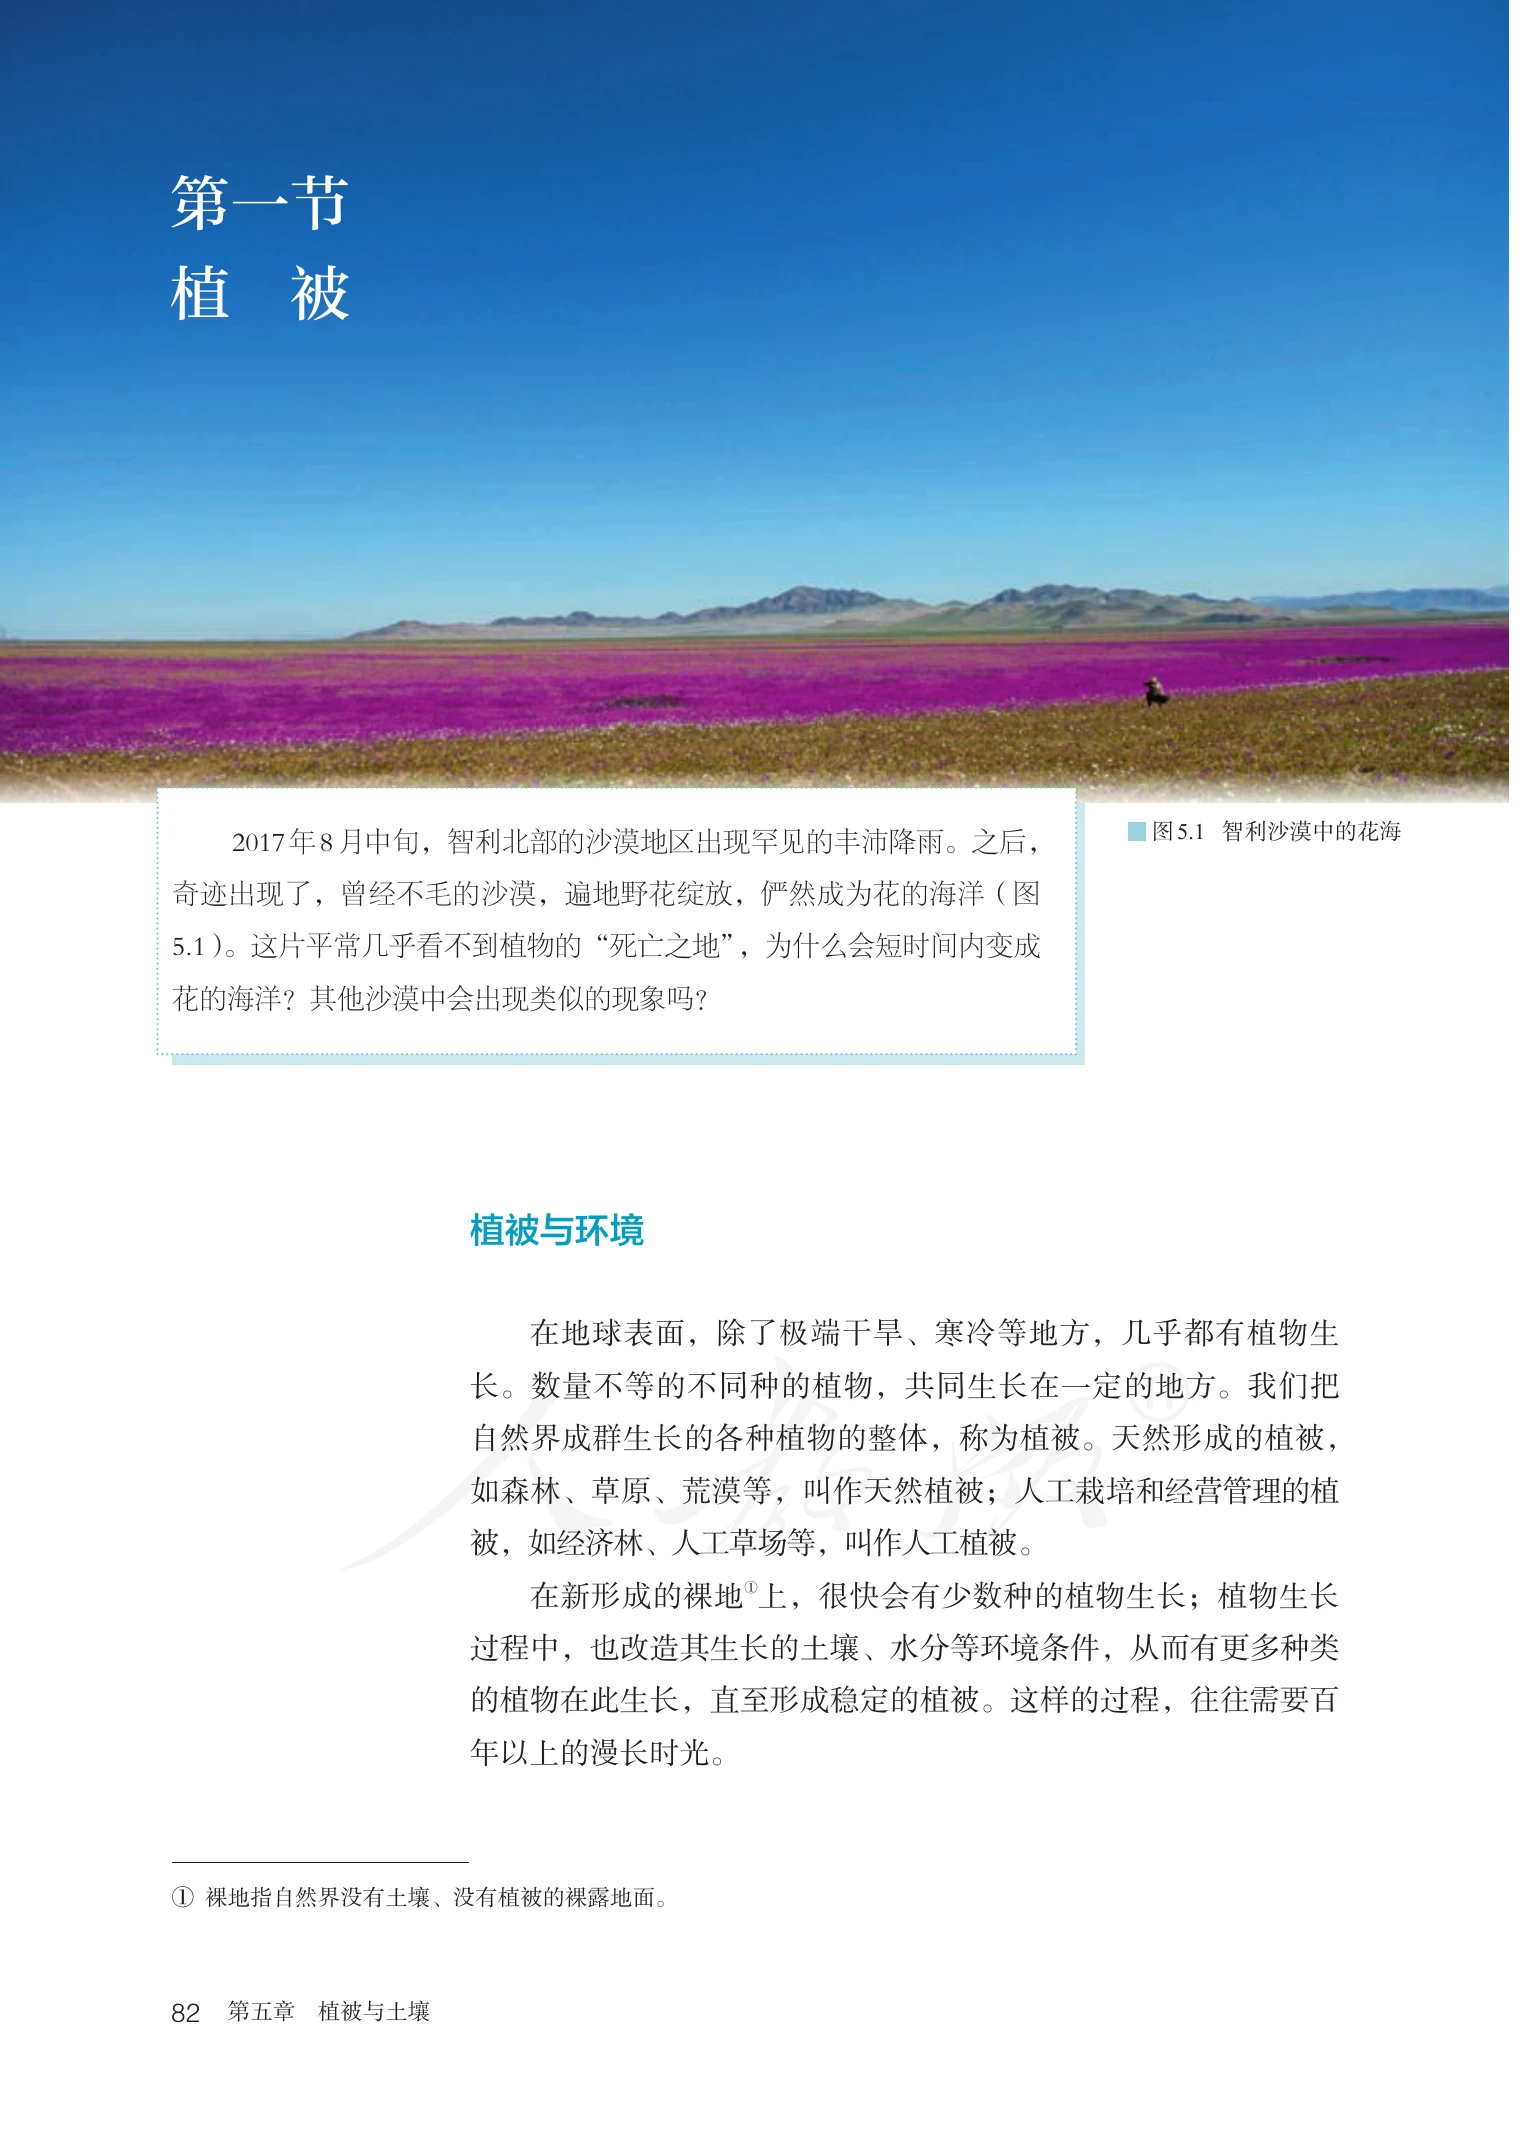 第一节
植 被
2017年8月中旬，智利北部的沙漠地区出现罕见的丰沛降雨。之后，
奇迹出现了，曾经不毛的沙漠，遍地野花绽放，俨然成为花的海洋（图
5.1）。这片平常几乎看不到植物的“死亡之地”，为什么会短时间内变成
花的海洋？其他沙漠中会出现类似的现象吗？
图5.1 智利沙漠中的花海
植被与环境
在地球表面，除了极端干旱、寒冷等地方，几乎都有植物生
长。数量不等的不同种的植物，共同生长在一定的地方。我们把
自然界成群生长的各种植物的整体，称为植被。天然形成的植被，
如森林、草原、荒漠等，叫作天然植被；人工栽培和经营管理的植
被，如经济林、人工草场等，叫作人工植被。
在新形成的裸地①上，很快会有少数种的植物生长；植物生长
过程中，也改造其生长的土壤、水分等环境条件，从而有更多种类
的植物在此生长，直至形成稳定的植被。这样的过程，往往需要百
年以上的漫长时光。
人教版®
① 裸地指自然界没有土壤、没有植被的裸露地面。
82 第五章 植被与土壤